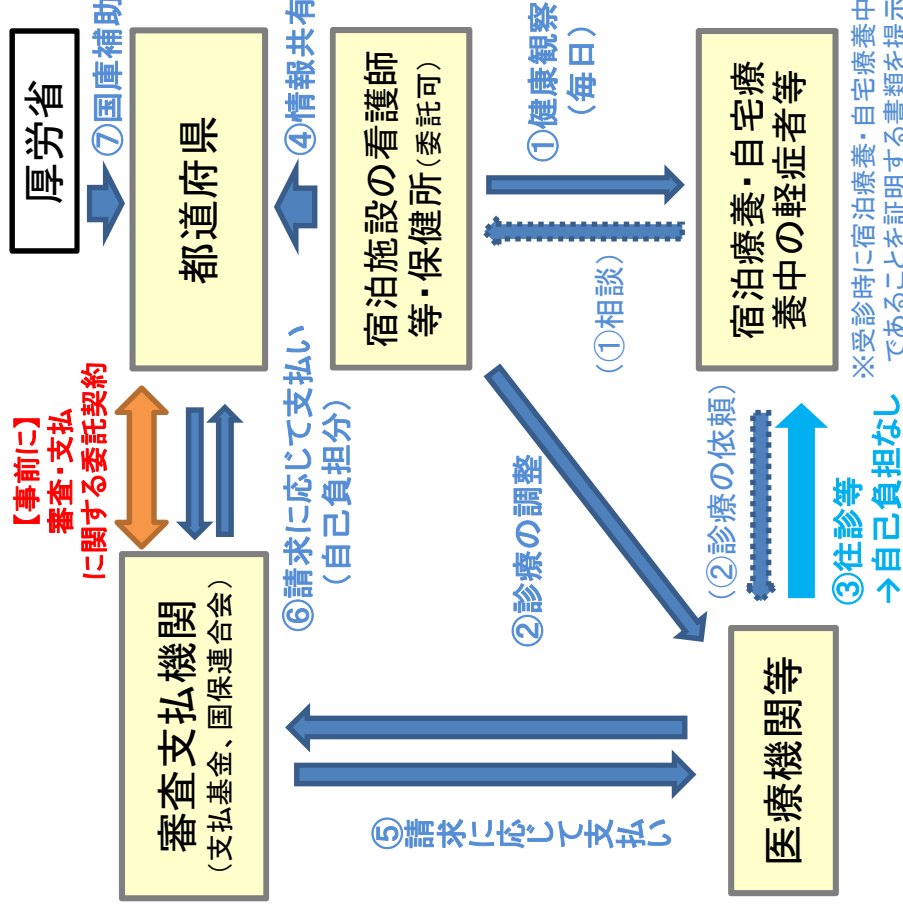 厚労省
⑦国庫補助
【事前に】
審査・支払
に関する委託契約
審査支払機関
(支払基金、国保連合会)
都道府県
④情報共有
⑥請求に応じて支払い
(自己負担分)
宿泊施設の看護師
等・保健所(委託可)
①健康観察
(毎日)
(①相談)
②診療の調整
⑤請求に応じて支払い
(②診療の依頼)
宿泊療養・自宅療
養中の軽症者等
医療機関等
③往診等
→自己負担なし
※受診時に宿泊療養・自宅療養中
であることを証明する書類を提示